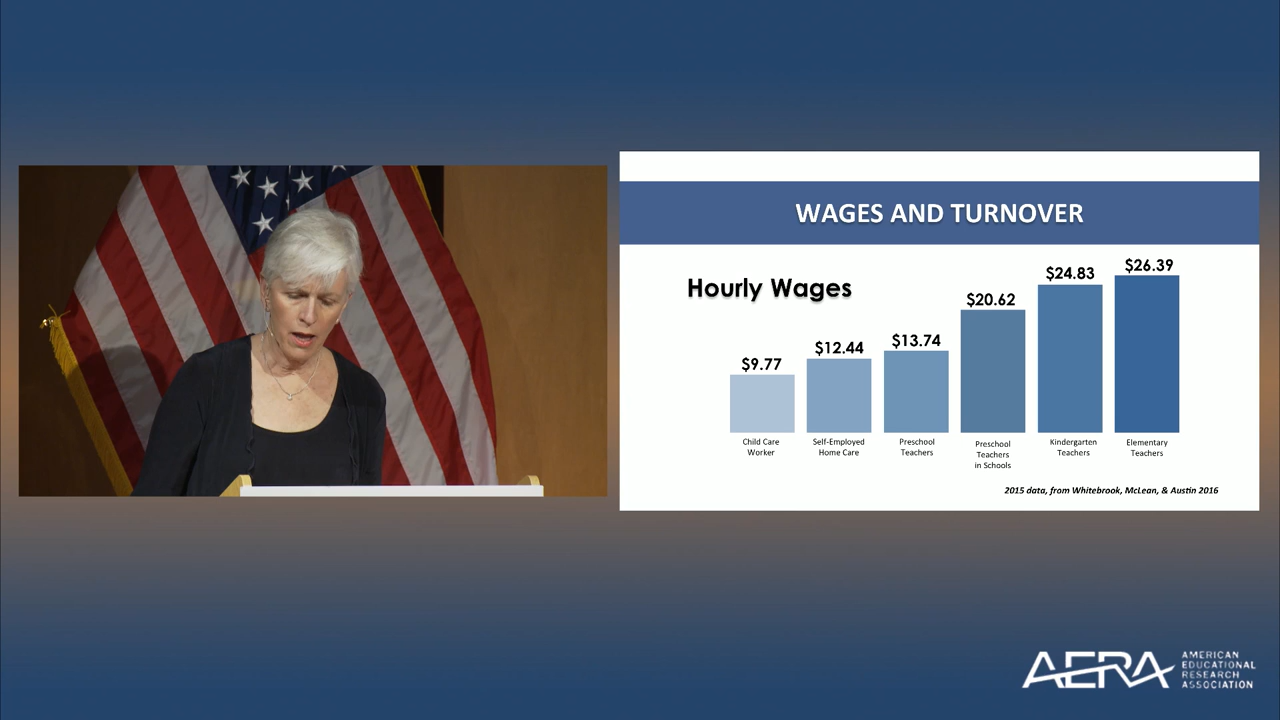 WAGES AND TURNOVER
Hourly Wages
$9.77
$12.44
$13.74
$20.62
$24.83
$26.39
Child Care
Worker
Self-Employed
Home Care
Preschool
Teachers
Preschool
Teachers
in Schools
Kindergarten
Teachers
Elementary
Teachers
2015 data, from Whitebrook, McLean, & Austin 2016
AERA
AMERICAN
EDUCATIONAL
RESEARCH
ASSOCIATION